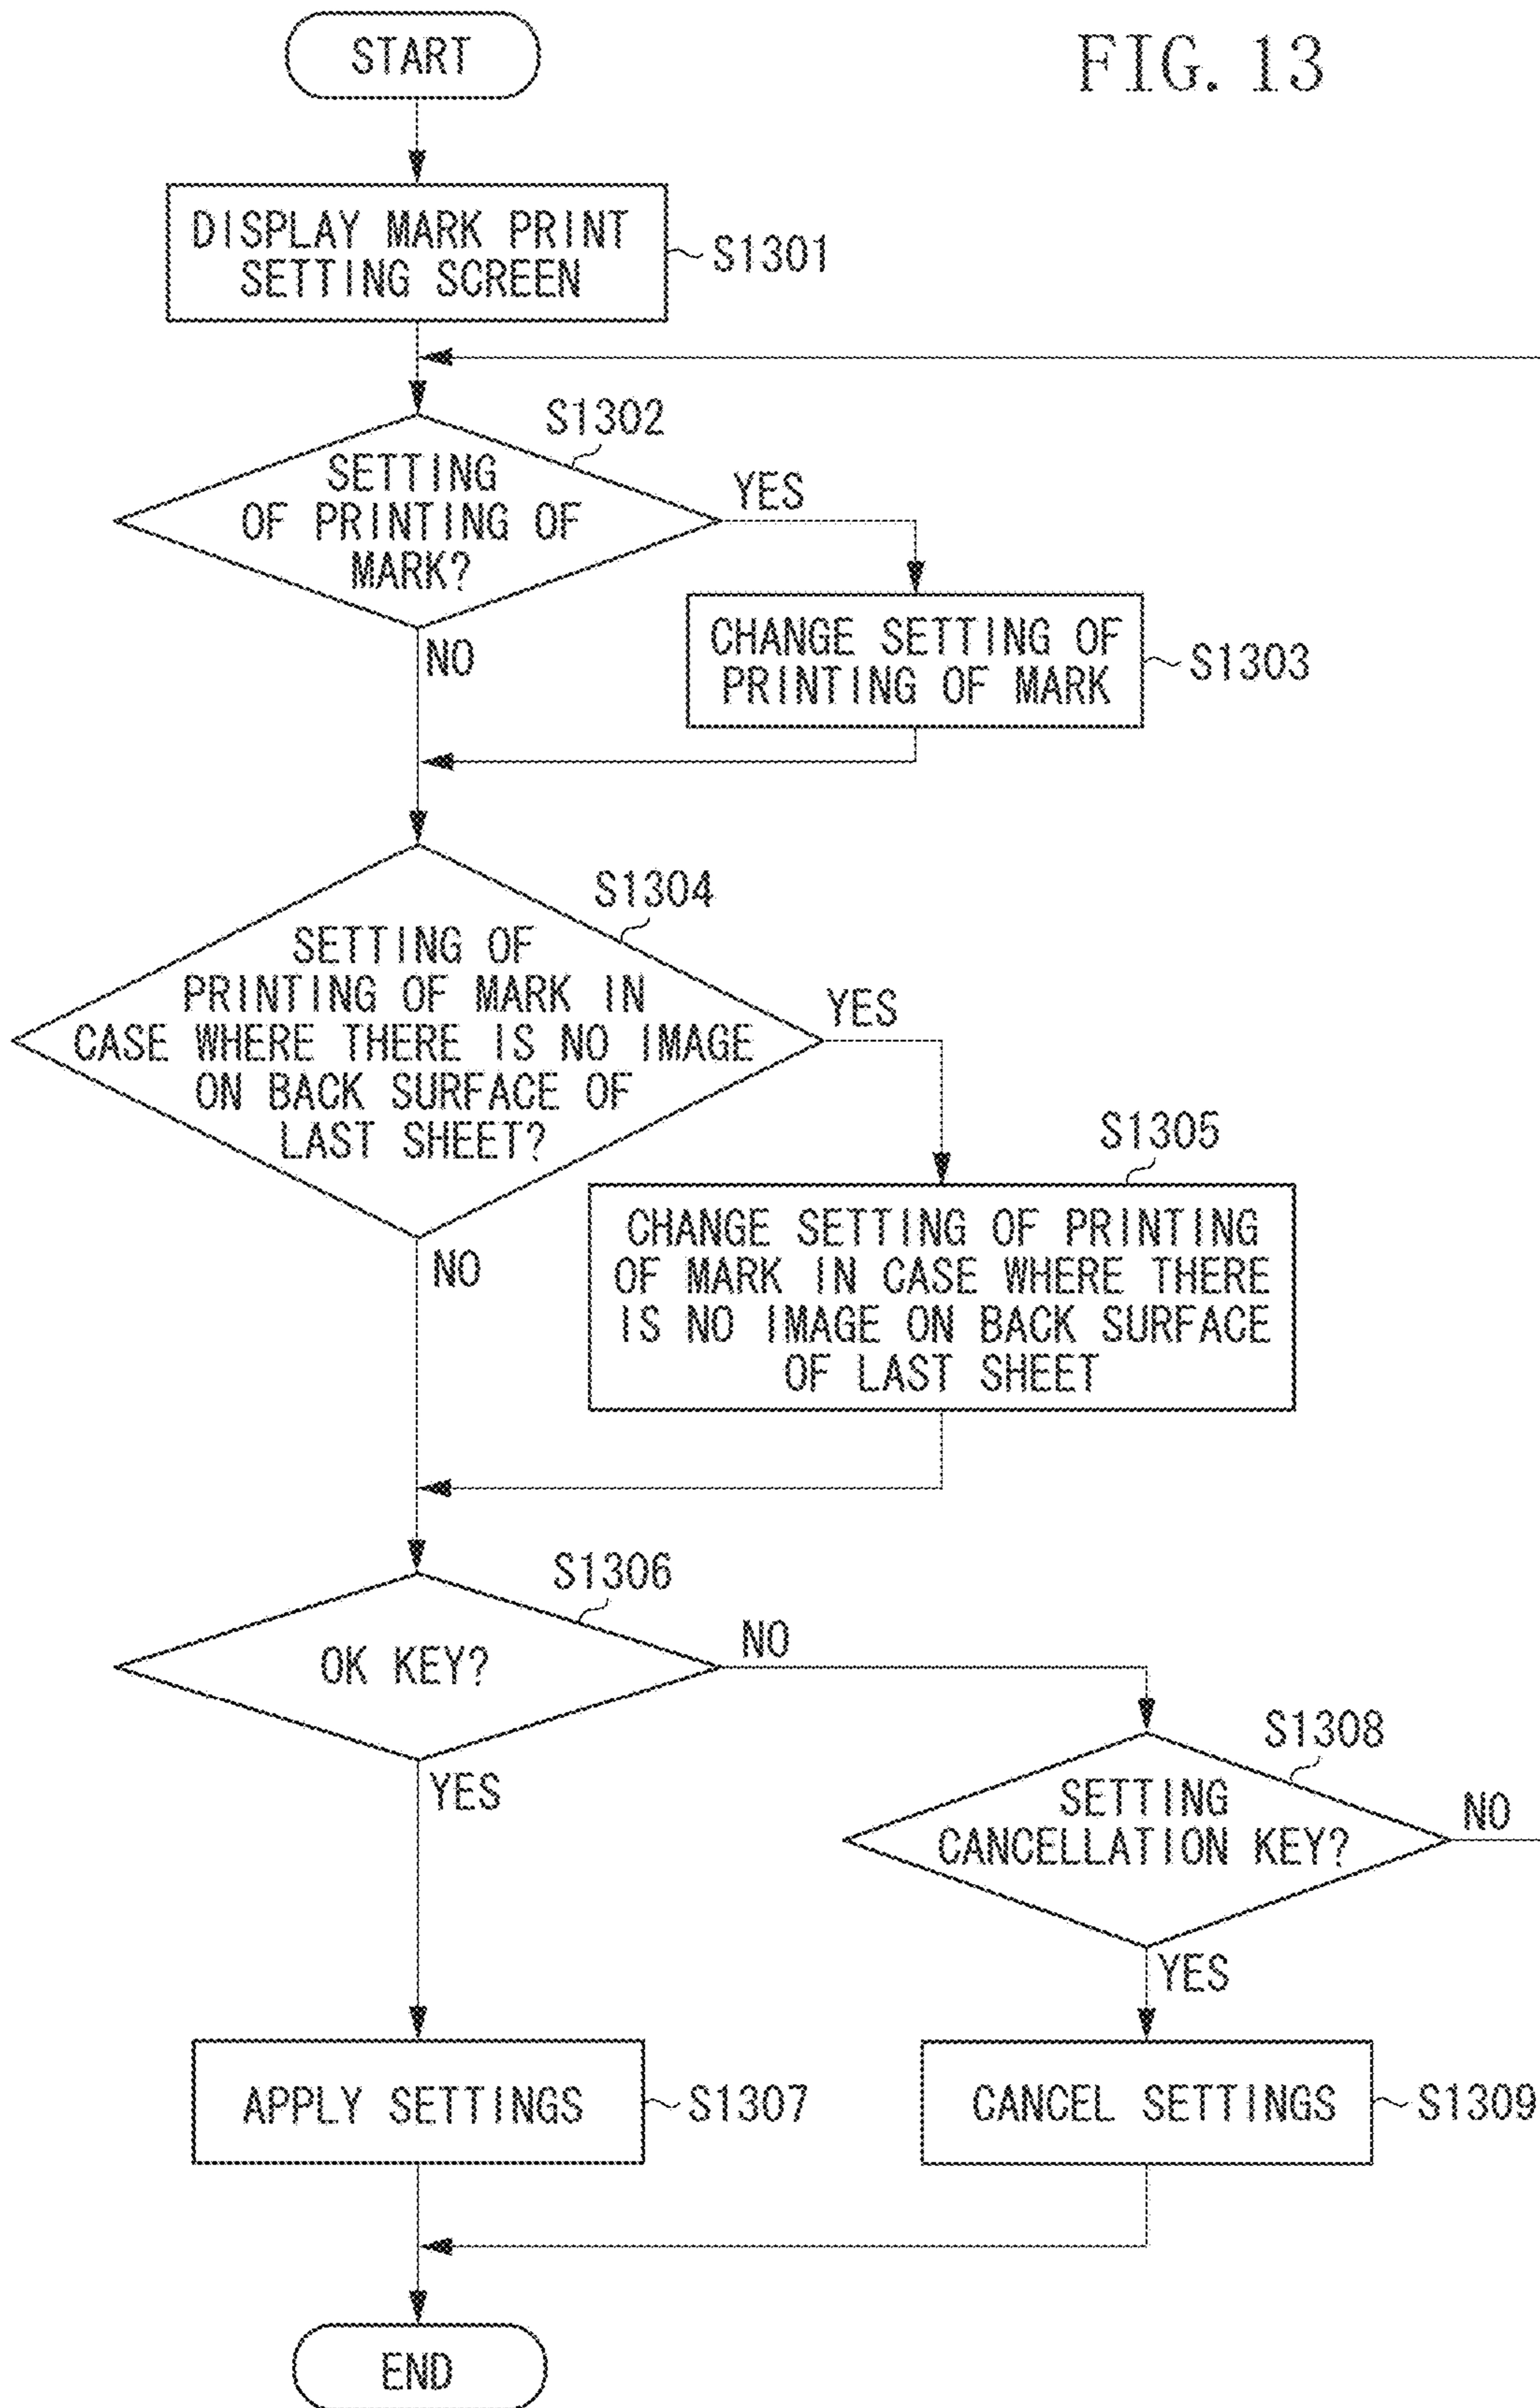 FIG. 13
START
DISPLAY MARK PRINT
SETTING SCREEN
S1301
S1302
SETTING
OF PRINTING OF
MARK?
YES
NO
CHANGE SETTING OF
PRINTING OF MARK
S1303
S1304
SETTING OF
PRINTING OF MARK IN
CASE WHERE THERE IS NO IMAGE
ON BACK SURFACE OF
LAST SHEET?
YES
NO
S1305
CHANGE SETTING OF PRINTING
OF MARK IN CASE WHERE THERE
IS NO IMAGE ON BACK SURFACE
OF LAST SHEET
S1306
OK KEY?
NO
YES
S1308
SETTING
CANCELLATION KEY?
NO
YES
APPLY SETTINGS
S1307
CANCEL SETTINGS
S1309
END